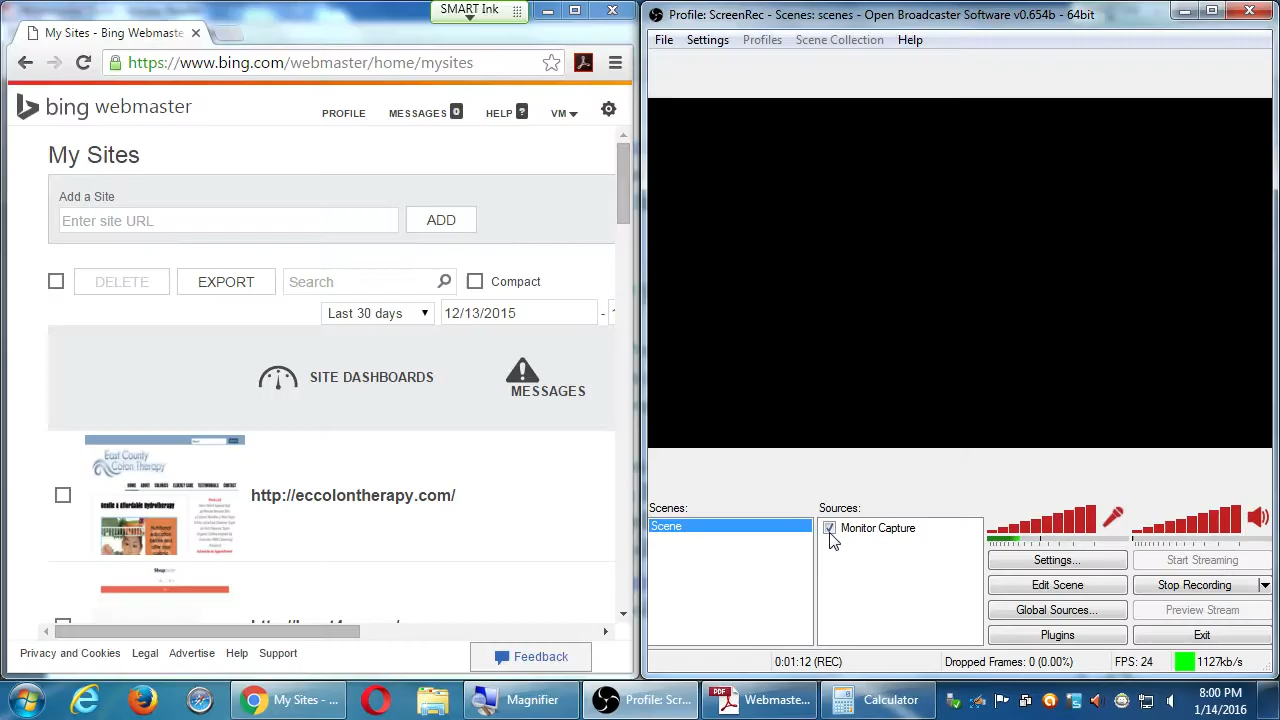 SMART Ink
My Sites - Bing Webmaste
https://www.bing.com/webmaster/home/mysites
bing webmaster
PROFILE
MESSAGES 0
HELP ?
VM
My Sites
Add a Site
Enter site URL
ADD
DELETE
EXPORT
Search
Compact
Last 30 days
12/13/2015
-
SITE DASHBOARDS
MESSAGES
East County
Colon Therapy
http://eccolontherapy.com/
Privacy and Cookies
Legal
Advertise
Help
Support
Feedback
Profile: ScreenRec - Scenes: scenes - Open Broadcaster Software v0.654b - 64bit
File
Settings
Profiles
Scene Collection
Help
Scenes:
Scene
Sources:
Monitor Captu
Settings...
Start Streaming
Edit Scene
Stop Recording
Global Sources...
Preview Stream
Plugins
Exit
0:01:12 (REC)
Dropped Frames: 0 (0.00%)
FPS: 24
1127kb/s
My Sites - ...
Magnifier
Profile: Scr...
Webmaste...
Calculator
8:00 PM
1/14/2016